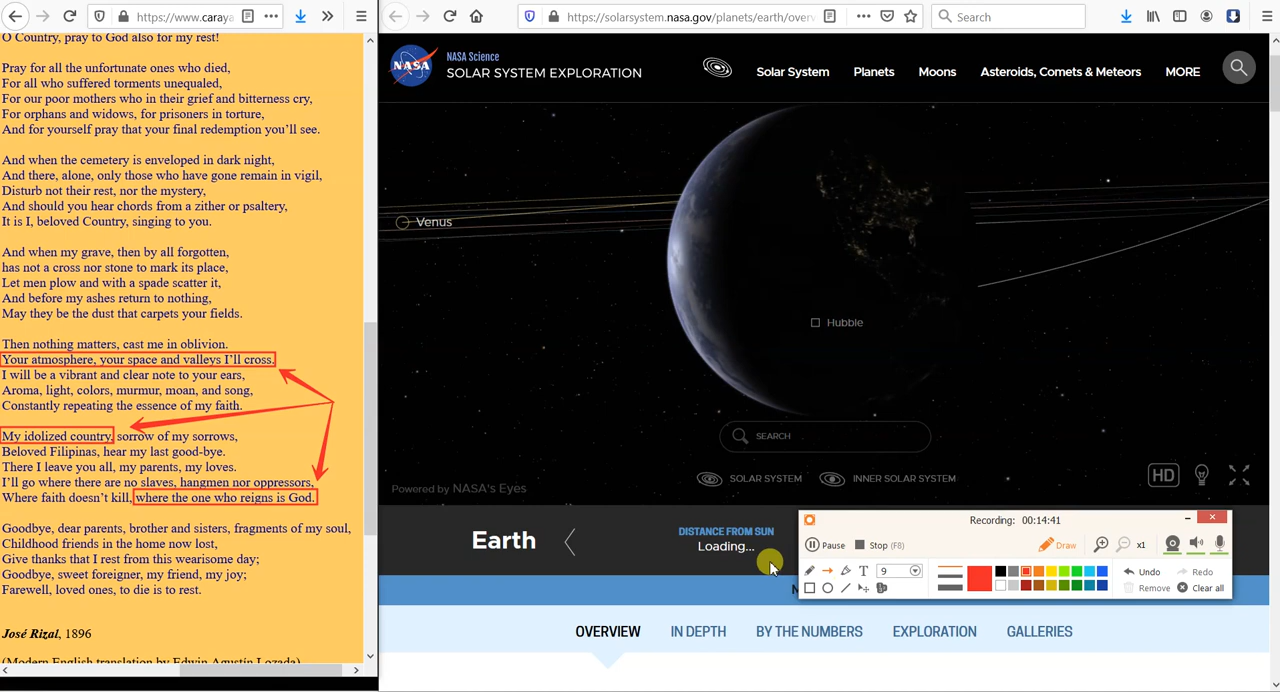 https://www.caraya
O Country, pray to God also for my rest!
Pray for all the unfortunate ones who died,
For all who suffered torments unequaled,
For our poor mothers who in their grief and bitterness cry,
For orphans and widows, for prisoners in torture,
And for yourself pray that your final redemption you'll see.
And when the cemetery is enveloped in dark night,
And there, alone, only those who have gone remain in vigil,
Disturb not their rest, nor the mystery,
And should you hear chords from a zither or psaltery,
It is I, beloved Country, singing to you.
And when my grave, then by all forgotten,
has not a cross nor stone to mark its place,
Let men plow and with a spade scatter it,
And before my ashes return to nothing,
May they be the dust that carpets your fields.
Then nothing matters, cast me in oblivion.
Your atmosphere, your space and valleys I'll cross.
I will be a vibrant and clear note to your ears,
Aroma, light, colors, murmur, moan, and song,
Constantly repeating the essence of my faith.
My idolized country, sorrow of my sorrows,
Beloved Filipinas, hear my last good-bye.
There I leave you all, my parents, my loves.
I'll go where there are no slaves, hangmen nor oppressors,
Where faith doesn't kill, where the one who reigns is God.
Goodbye, dear parents, brother and sisters, fragments of my soul,
Childhood friends in the home now lost,
Give thanks that I rest from this wearisome day;
Goodbye, sweet foreigner, my friend, my joy;
Farewell, loved ones, to die is to rest.
José Rizal, 1896
(Modern English translation by Edwin Agustín Lozada)
https://solarsystem.nasa.gov/planets/earth/over
Search
NASA
NASA Science
SOLAR SYSTEM EXPLORATION
Solar System
Planets
Moons
Asteroids, Comets & Meteors
MORE
Venus
Hubble
SEARCH
SOLAR SYSTEM
INNER SOLAR SYSTEM
HD
Powered by NASA's Eyes
Earth
DISTANCE FROM SUN
Loading...
Recording: 00:14:41
Pause
Stop (F8)
Draw
x1
T
9
Undo
Redo
Remove
Clear all
N
OVERVIEW
IN DEPTH
BY THE NUMBERS
EXPLORATION
GALLERIES